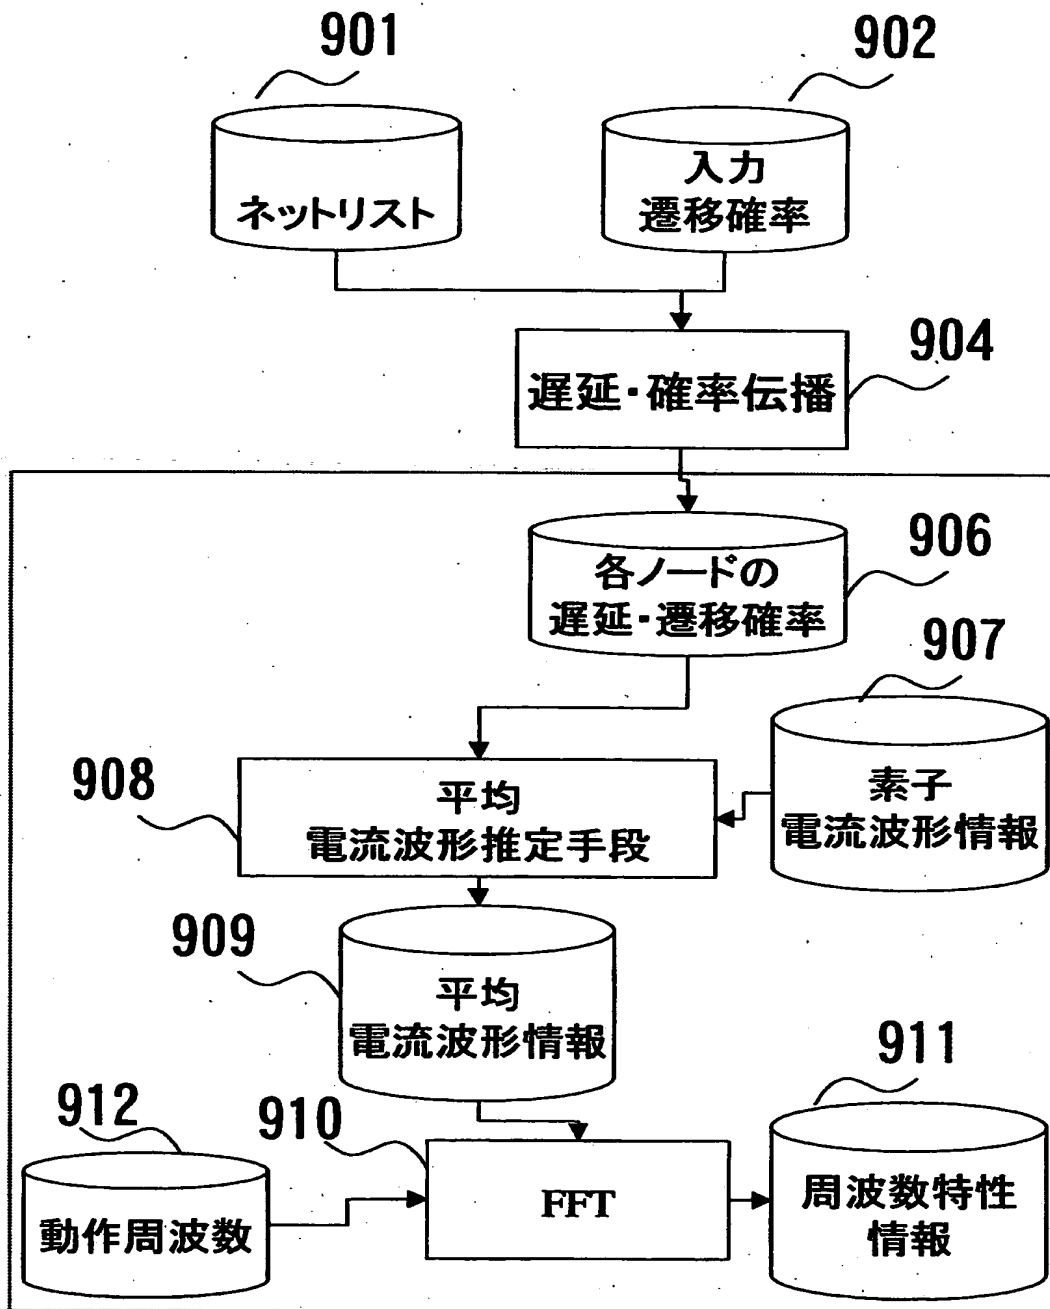 901
902
ネットリスト
入力
遷移確率
904
遅延・確率伝播
906
各ノードの
遅延・遷移確率
907
908
平均
電流波形推定手段
素子
電流波形情報
909
平均
電流波形情報
911
912
910
動作周波数
FFT
周波数特性
情報